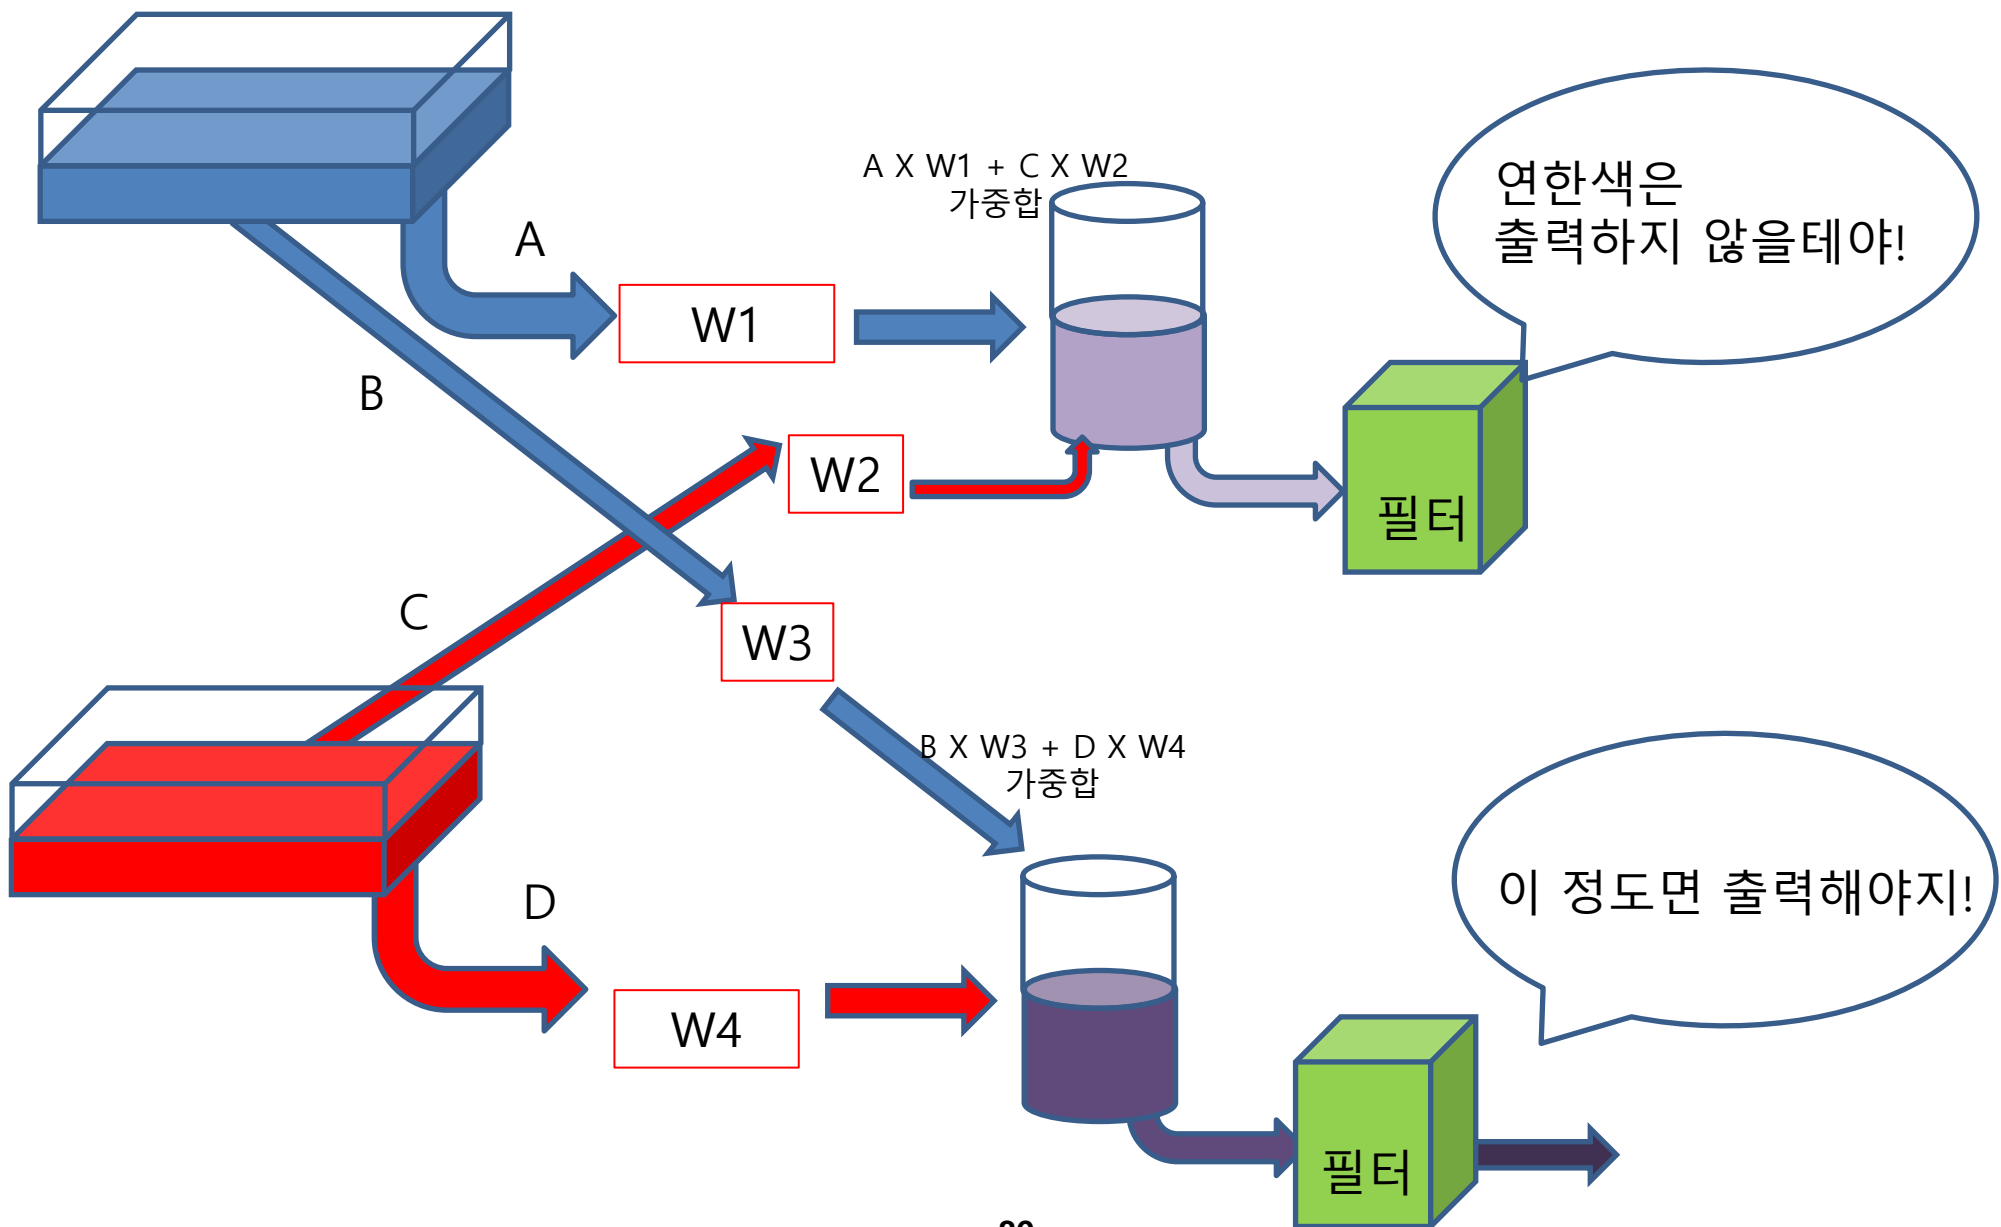 A X W1 + C X W2
가중합
연한색은
출력하지 않을테야!
A
W1
B
W2
필터
C
W3
B X W3 + D X W4
가중합
이 정도면 출력해야지!
D
W4
필터